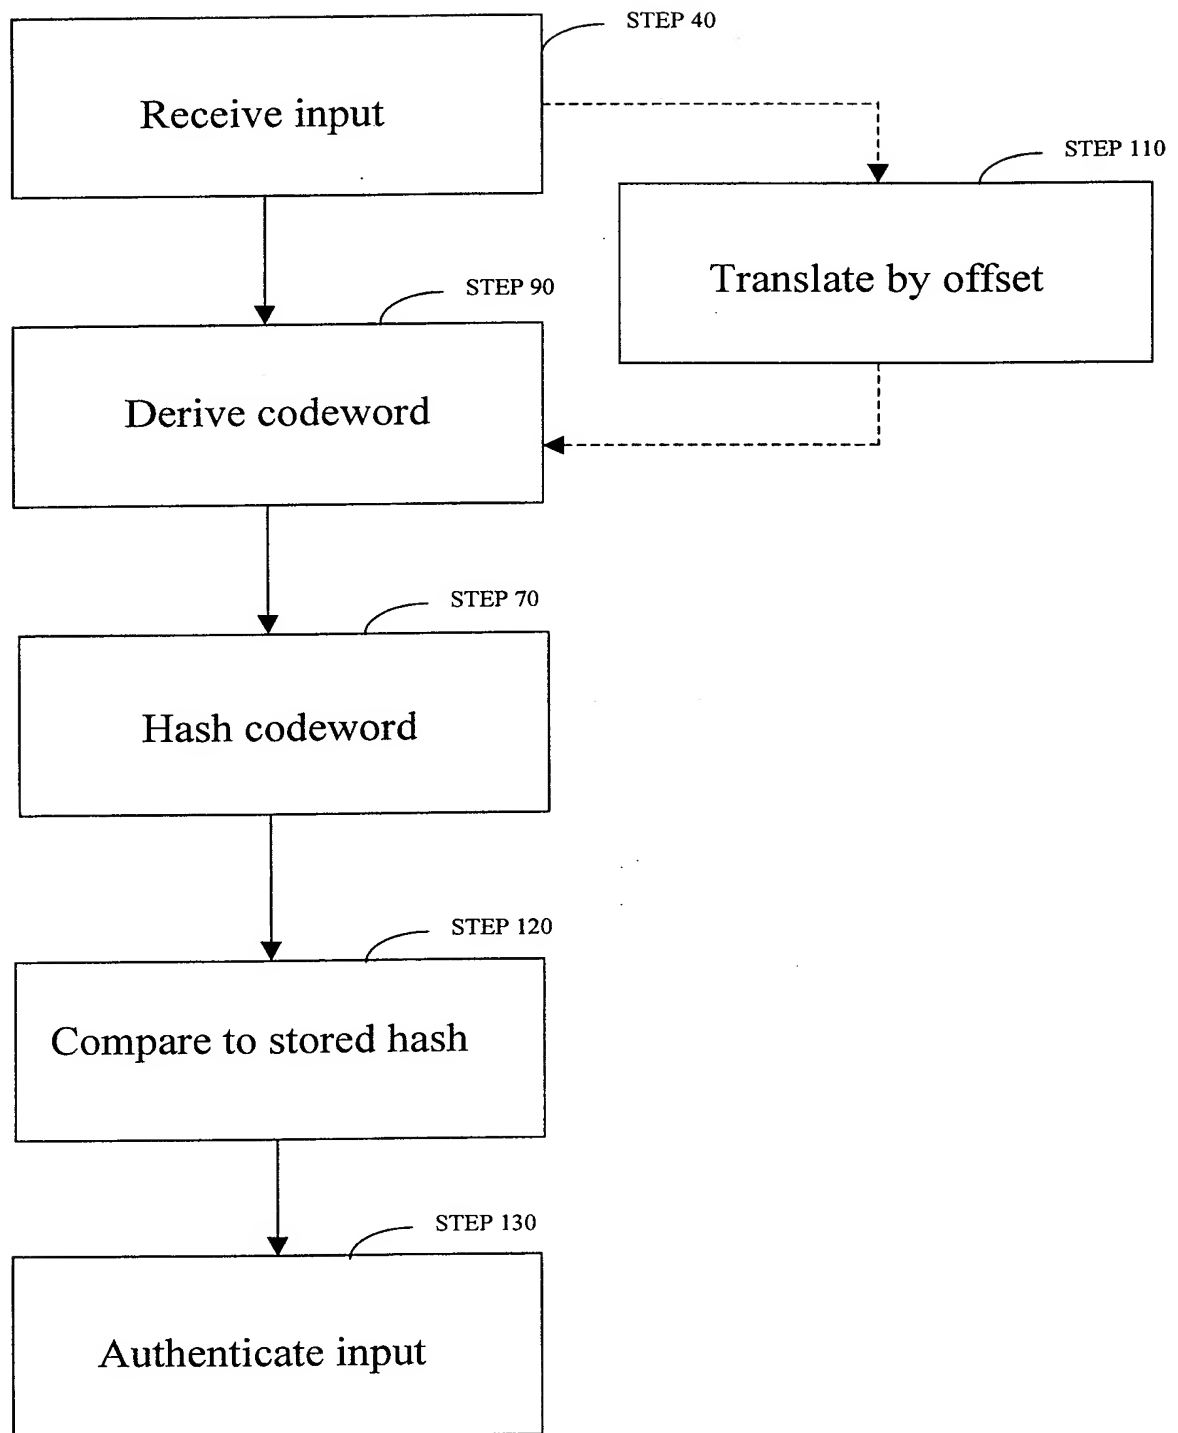 STEP 40
Receive input
STEP 110
Translate by offset
STEP 90
Derive codeword
STEP 70
Hash codeword
STEP 120
Compare to stored hash
STEP 130
Authenticate input